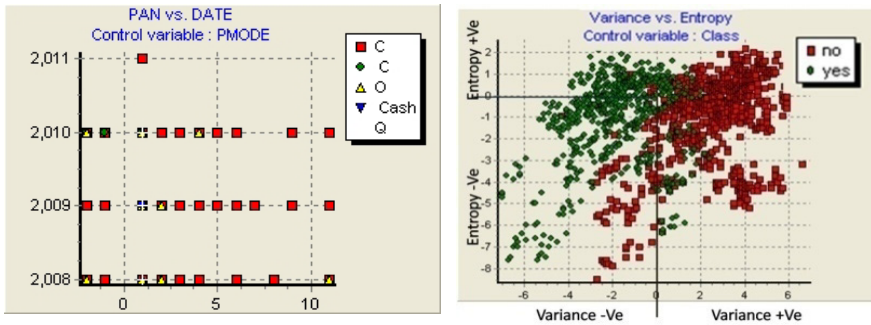 PAN vs. DATE
Control variable : PMODE
2,011
2,010
2,009
2,008
0 5 10
C
C
O
Cash
Q
Variance vs. Entropy
Control variable : Class
Entropy +Ve
Entropy -Ve
2
1
0
-1
-2
-3
-4
-5
-6
-7
-8
-6 -4 -2 0 2 4 6
no
yes
Variance -Ve Variance +Ve